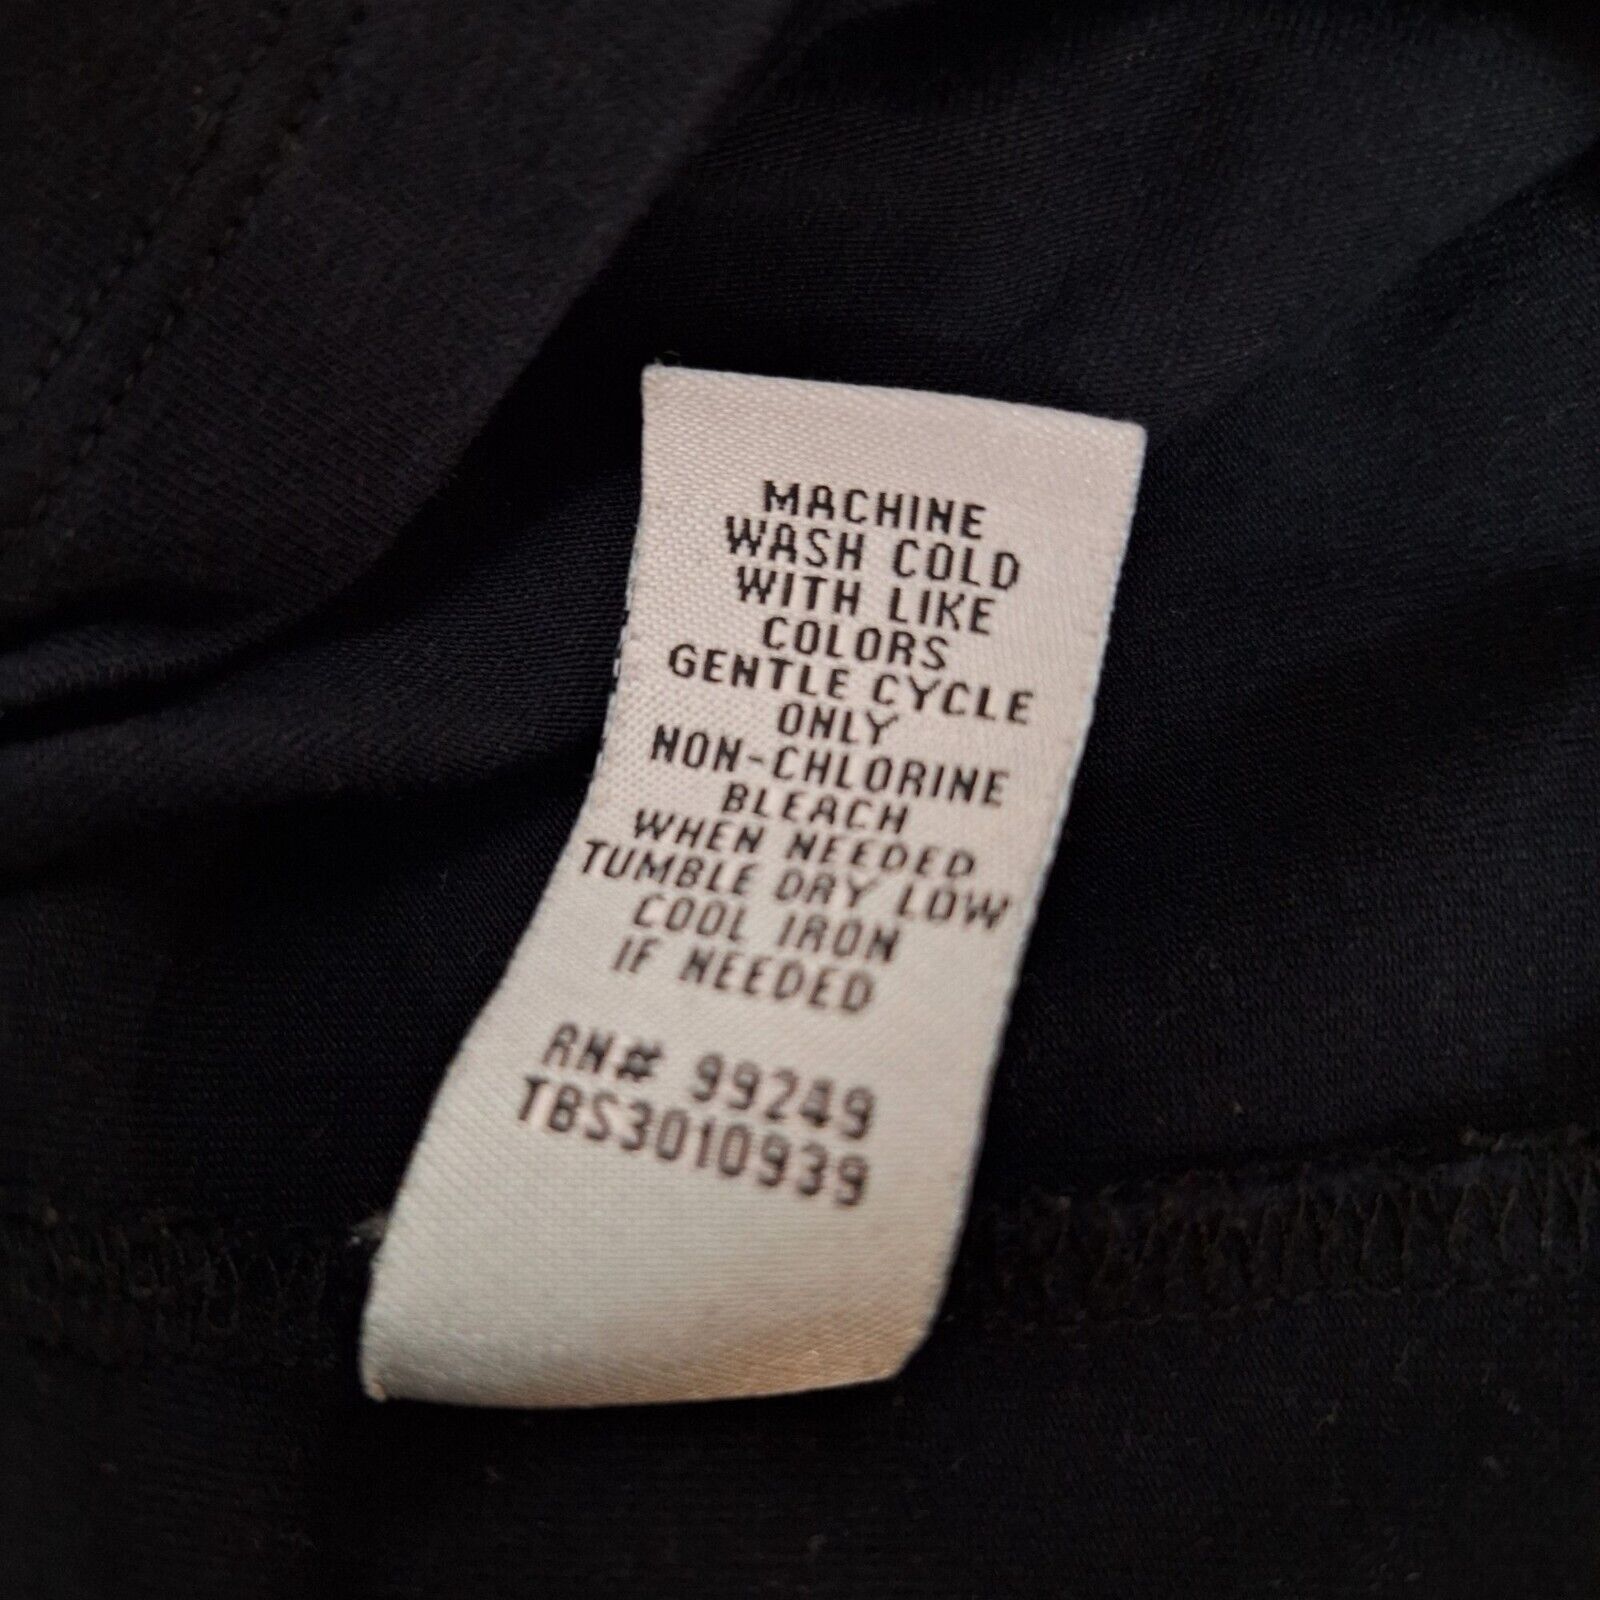 MACHINE
WASH COLD
WITH LIKE
COLORS
GENTLE CYCLE
ONLY
NON-CHLORINE
BLEACH
WHEN NEEDED
TUMBLE DRY LOW
COOL IRON
IF NEEDED
RN# 99249
TBS3010939